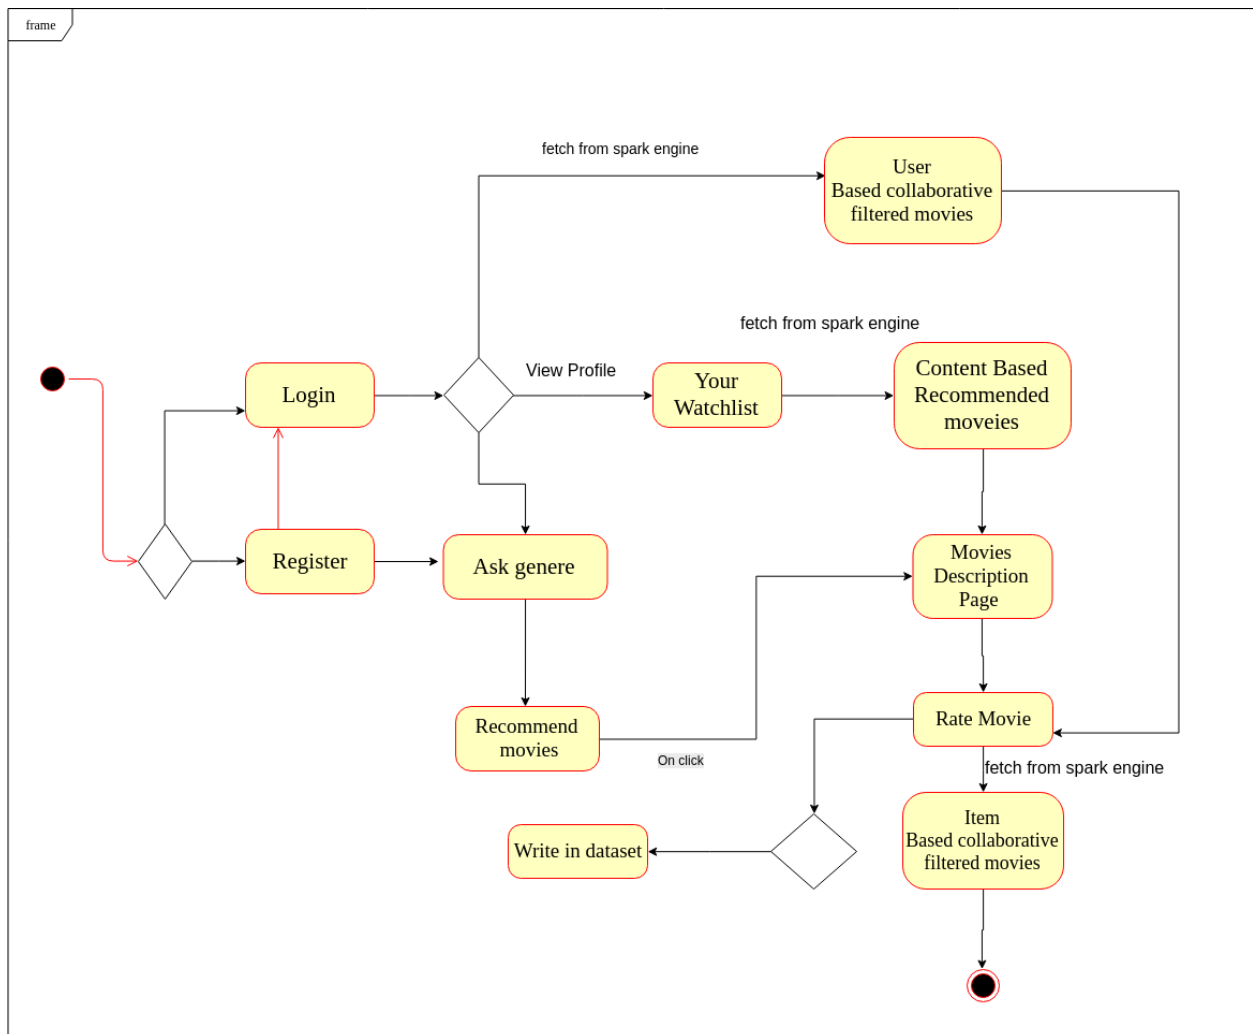 frame
fetch from spark engine
User
Based collaborative
filtered movies
fetch from spark engine
View Profile
Login
Your
Watchlist
Content Based
Recommended
moveies
Register
Ask genere
Movies
Description
Page
Recommend
movies
On click
Rate Movie
fetch from spark engine
Write in dataset
Item
Based collaborative
filtered movies